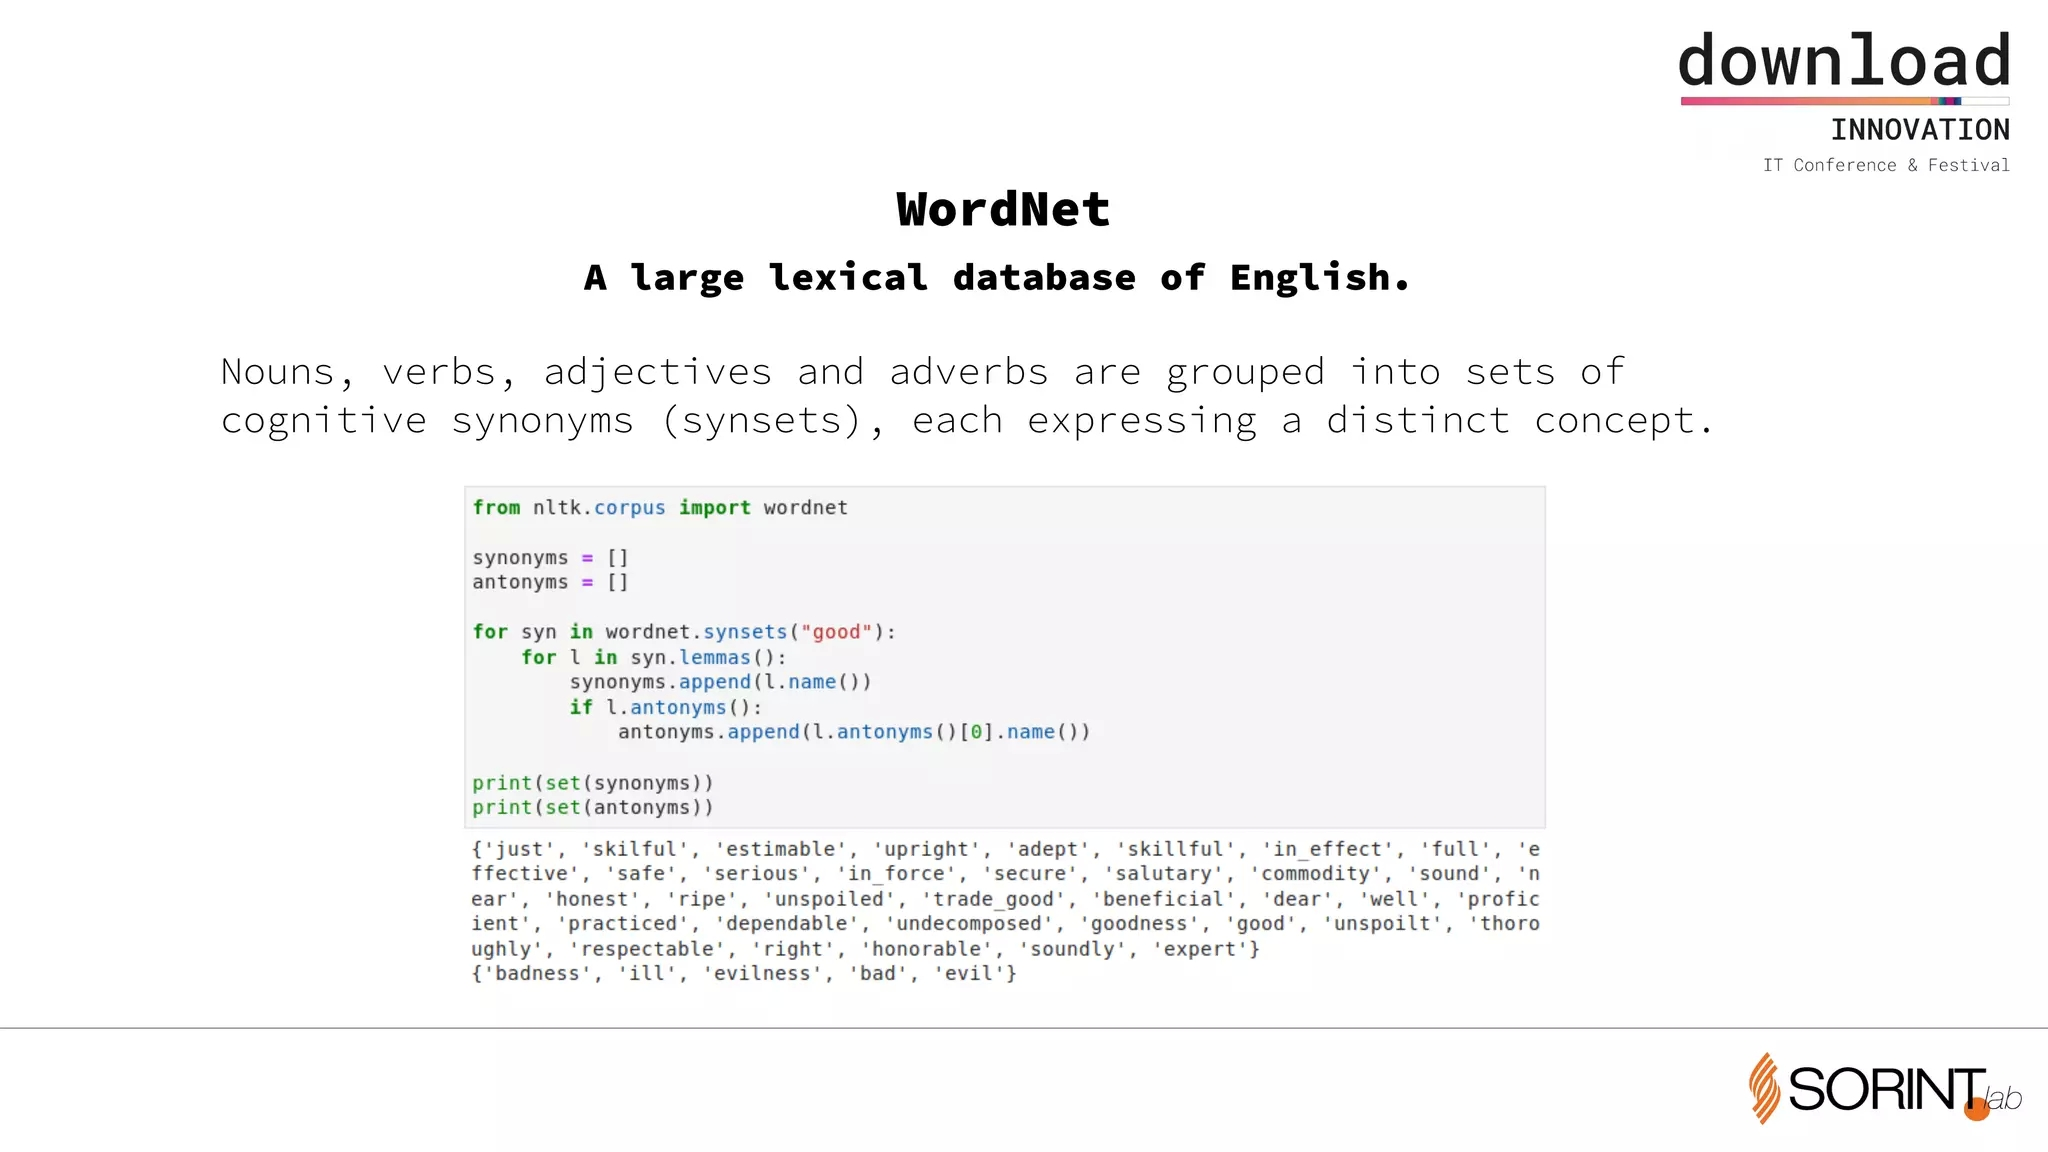 download
INNOVATION
IT Conference & Festival
WordNet
A large lexical database of English.
Nouns, verbs, adjectives and adverbs are grouped into sets of
cognitive synonyms (synsets), each expressing a distinct concept.
from nltk.corpus import wordnet
synonyms = []
antonyms = []
for syn in wordnet.synsets("good"):
    for l in syn.lemmas():
        synonyms.append(l.name())
        if l.antonyms():
            antonyms.append(l.antonyms()[0].name())
print(set(synonyms))
print(set(antonyms))
{'just', 'skilful', 'estimable', 'upright', 'adept', 'skillful', 'in_effect', 'full', 'e
ffective', 'safe', 'serious', 'in_force', 'secure', 'salutary', 'commodity', 'sound', 'n
ear', 'honest', 'ripe', 'unspoiled', 'trade_good', 'beneficial', 'dear', 'well', 'profic
ient', 'practiced', 'dependable', 'undecomposed', 'goodness', 'good', 'unspoilt', 'thoro
ughly', 'respectable', 'right', 'honorable', 'soundly', 'expert'}
{'badness', 'ill', 'evilness', 'bad', 'evil'}
SORINT.lab